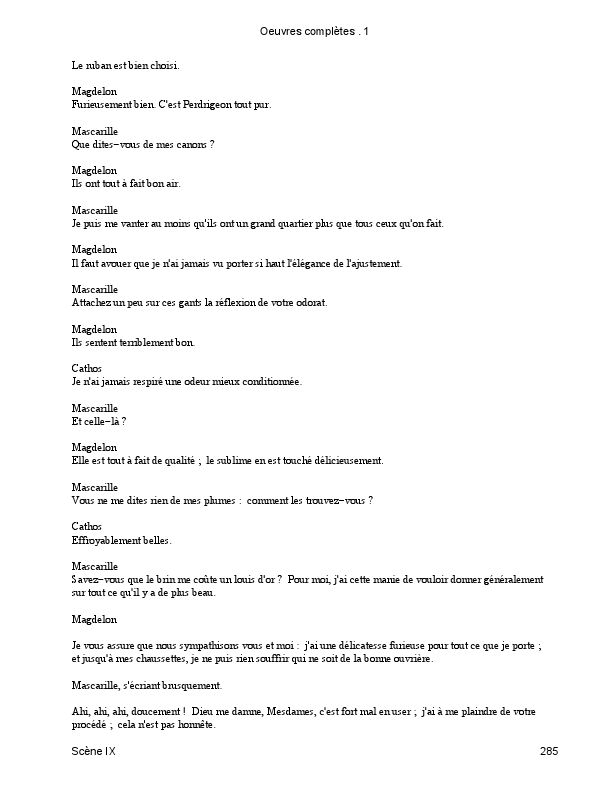 Oeuvres complètes . 1
Le ruban est bien choisi.
Magdelon
Furieusement bien. C'est Perdrigeon tout pur.
Mascarille
Que dites−vous de mes canons ?
Magdelon
Ils ont tout à fait bon air.
Mascarille
Je puis me vanter au moins qu'ils ont un grand quartier plus que tous ceux qu'on fait.
Magdelon
Il faut avouer que je n'ai jamais vu porter si haut l'élégance de l'ajustement.
Mascarille
Attachez un peu sur ces gants la réflexion de votre odorat.
Magdelon
Ils sentent terriblement bon.
Cathos
Je n'ai jamais respiré une odeur mieux conditionnée.
Mascarille
Et celle−là ?
Magdelon
Elle est tout à fait de qualité ; le sublime en est touché délicieusement.
Mascarille
Vous ne me dites rien de mes plumes : comment les trouvez−vous ?
Cathos
Effroyablement belles.
Mascarille
Savez−vous que le brin me coûte un louis d'or ? Pour moi, j'ai cette manie de vouloir donner généralement
sur tout ce qu'il y a de plus beau.
Magdelon
Je vous assure que nous sympathisons vous et moi : j'ai une délicatesse furieuse pour tout ce que je porte ;
et jusqu'à mes chaussettes, je ne puis rien souffrir qui ne soit de la bonne ouvrière.
Mascarille, s'écriant brusquement.
Ahi, ahi, ahi, doucement ! Dieu me damne, Mesdames, c'est fort mal en user ; j'ai à me plaindre de votre
procédé ; cela n'est pas honnête.
Scène IX 285